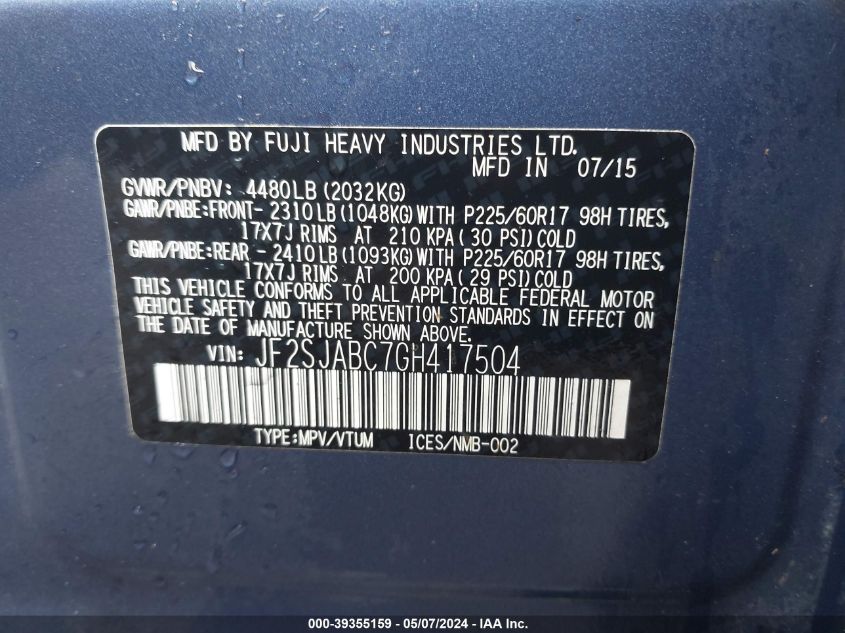 MFD BY FUJI HEAVY INDUSTRIES LTD.
MFD IN 07/15
GVWR/PNBV: 4480LB (2032KG)
GAWR/PNBE:FRONT- 2310LB (1048KG) WITH P225/60R17 98H TIRES,
17X7J RIMS AT 210 KPA( 30 PSI) COLD
GAWR/PNBE:REAR - 2410LB (1093KG) WITH P225/60R17 98H TIRES,
17X7J RIMS AT 200 KPA( 29 PSI) COLD
THIS VEHICLE CONFORMS TO ALL APPLICABLE FEDERAL MOTOR
VEHICLE SAFETY AND THEFT PREVENTION STANDARDS IN EFFECT ON
THE DATE OF MANUFACTURE SHOWN ABOVE.
VIN: JF2SJABC7GH417504
TYPE:MPV/VTUM ICES/NMB-002
000-39355159 - 05/07/2024 - IAA Inc.